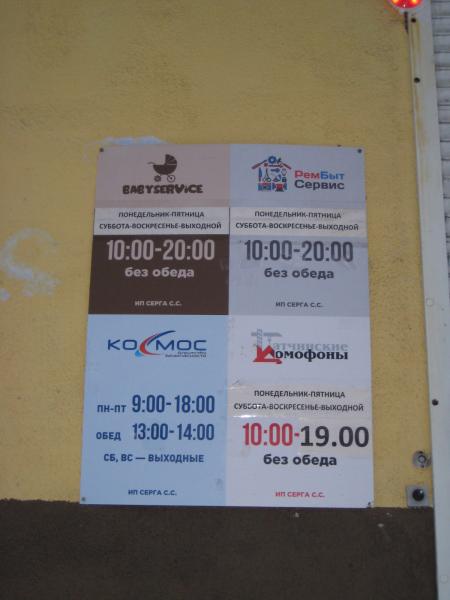 BABYSERVICE
ПОНЕДЕЛЬНИК-ПЯТНИЦА
СУББОТА-ВОСКРЕСЕНЬЕ-ВЫХОДНОЙ
10:00-20:00
без обеда
ИП СЕРГА С.С.
РемБыт
Сервис
ПОНЕДЕЛЬНИК-ПЯТНИЦА
СУББОТА-ВОСКРЕСЕНЬЕ-ВЫХОДНОЙ
10:00-20:00
без обеда
ИП СЕРГА С.С.
КОСМОС
безопасности
ПН-ПТ 9:00-18:00
ОБЕД 13:00-14:00
СБ, ВС — ВЫХОДНЫЕ
ИП СЕРГА С.С.
Гатчинские
Домофоны
ПОНЕДЕЛЬНИК-ПЯТНИЦА
СУББОТА-ВОСКРЕСЕНЬЕ-ВЫХОДНОЙ
10:00-19.00
без обеда
ИП СЕРГА С.С.